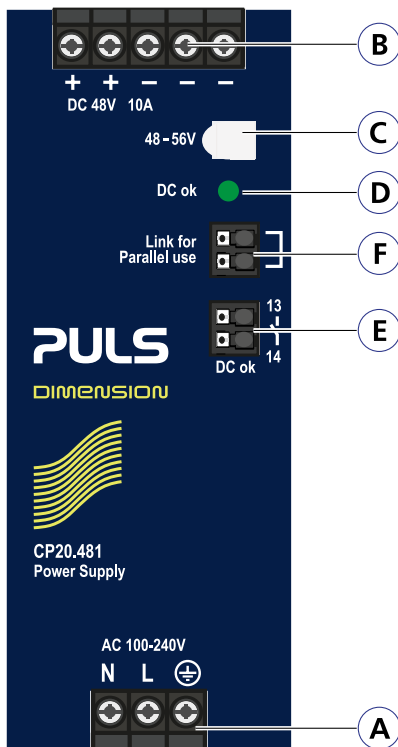 B
+ + − − −
DC 48V 10A
48–56V
C
DC ok
D
Link for
Parallel use
F
13
E
14
DC ok
PULS
DIMENSION
CP20.481
Power Supply
AC 100-240V
N L
A